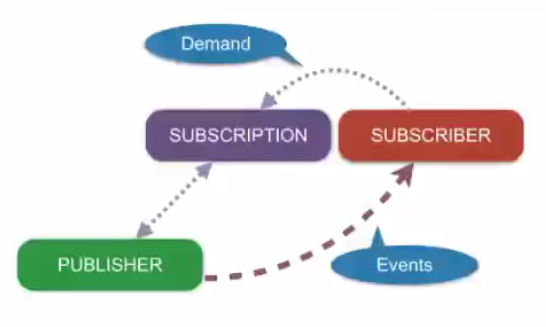 Demand
SUBSCRIPTION
SUBSCRIBER
PUBLISHER
Events